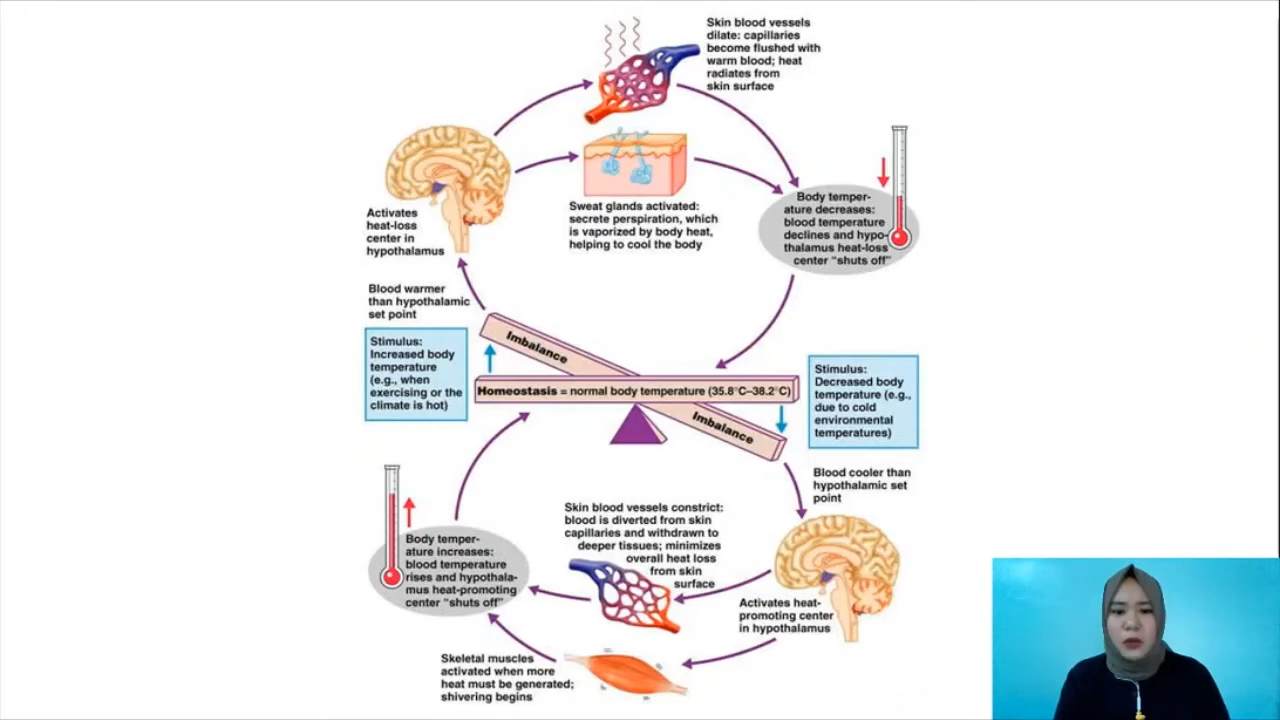 Skin blood vessels
dilate: capillaries
become flushed with
warm blood; heat
radiates from
skin surface
Activates
heat-loss
center in
hypothalamus
Sweat glands activated:
secrete perspiration, which
is vaporized by body heat,
helping to cool the body
Body temper-
ature decreases:
blood temperature
declines and hypo-
thalamus heat-loss
center “shuts off”
Blood warmer
than hypothalamic
set point
Stimulus:
Increased body
temperature
(e.g., when
exercising or the
climate is hot)
Imbalance
Homeostasis = normal body temperature (35.8°C–38.2°C)
Imbalance
Stimulus:
Decreased body
temperature (e.g.,
due to cold
environmental
temperatures)
Blood cooler than
hypothalamic set
point
Skin blood vessels constrict:
blood is diverted from skin
capillaries and withdrawn to
deeper tissues; minimizes
overall heat loss
from skin
surface
Body temper-
ature increases:
blood temperature
rises and hypothala-
mus heat-promoting
center “shuts off”
Activates heat-
promoting center
in hypothalamus
Skeletal muscles
activated when more
heat must be generated;
shivering begins